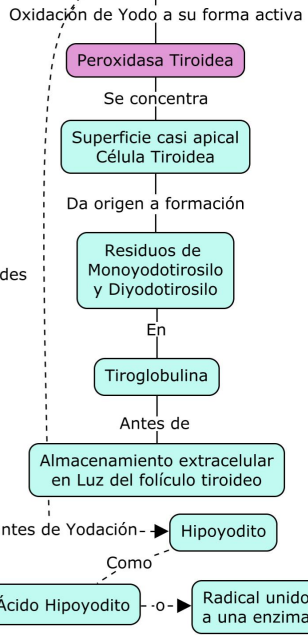 Oxidación de Yodo a su forma activa
Peroxidasa Tiroidea
Se concentra
Superficie casi apical
Célula Tiroidea
Da origen a formación
Residuos de
Monoyodotirosilo
y Diyodotirosilo
des
En
Tiroglobulina
Antes de
Almacenamiento extracelular
en Luz del folículo tiroideo
ntes de Yodación
Hipoyodito
Como
Ácido Hipoyodito
o
Radical unido
a una enzima